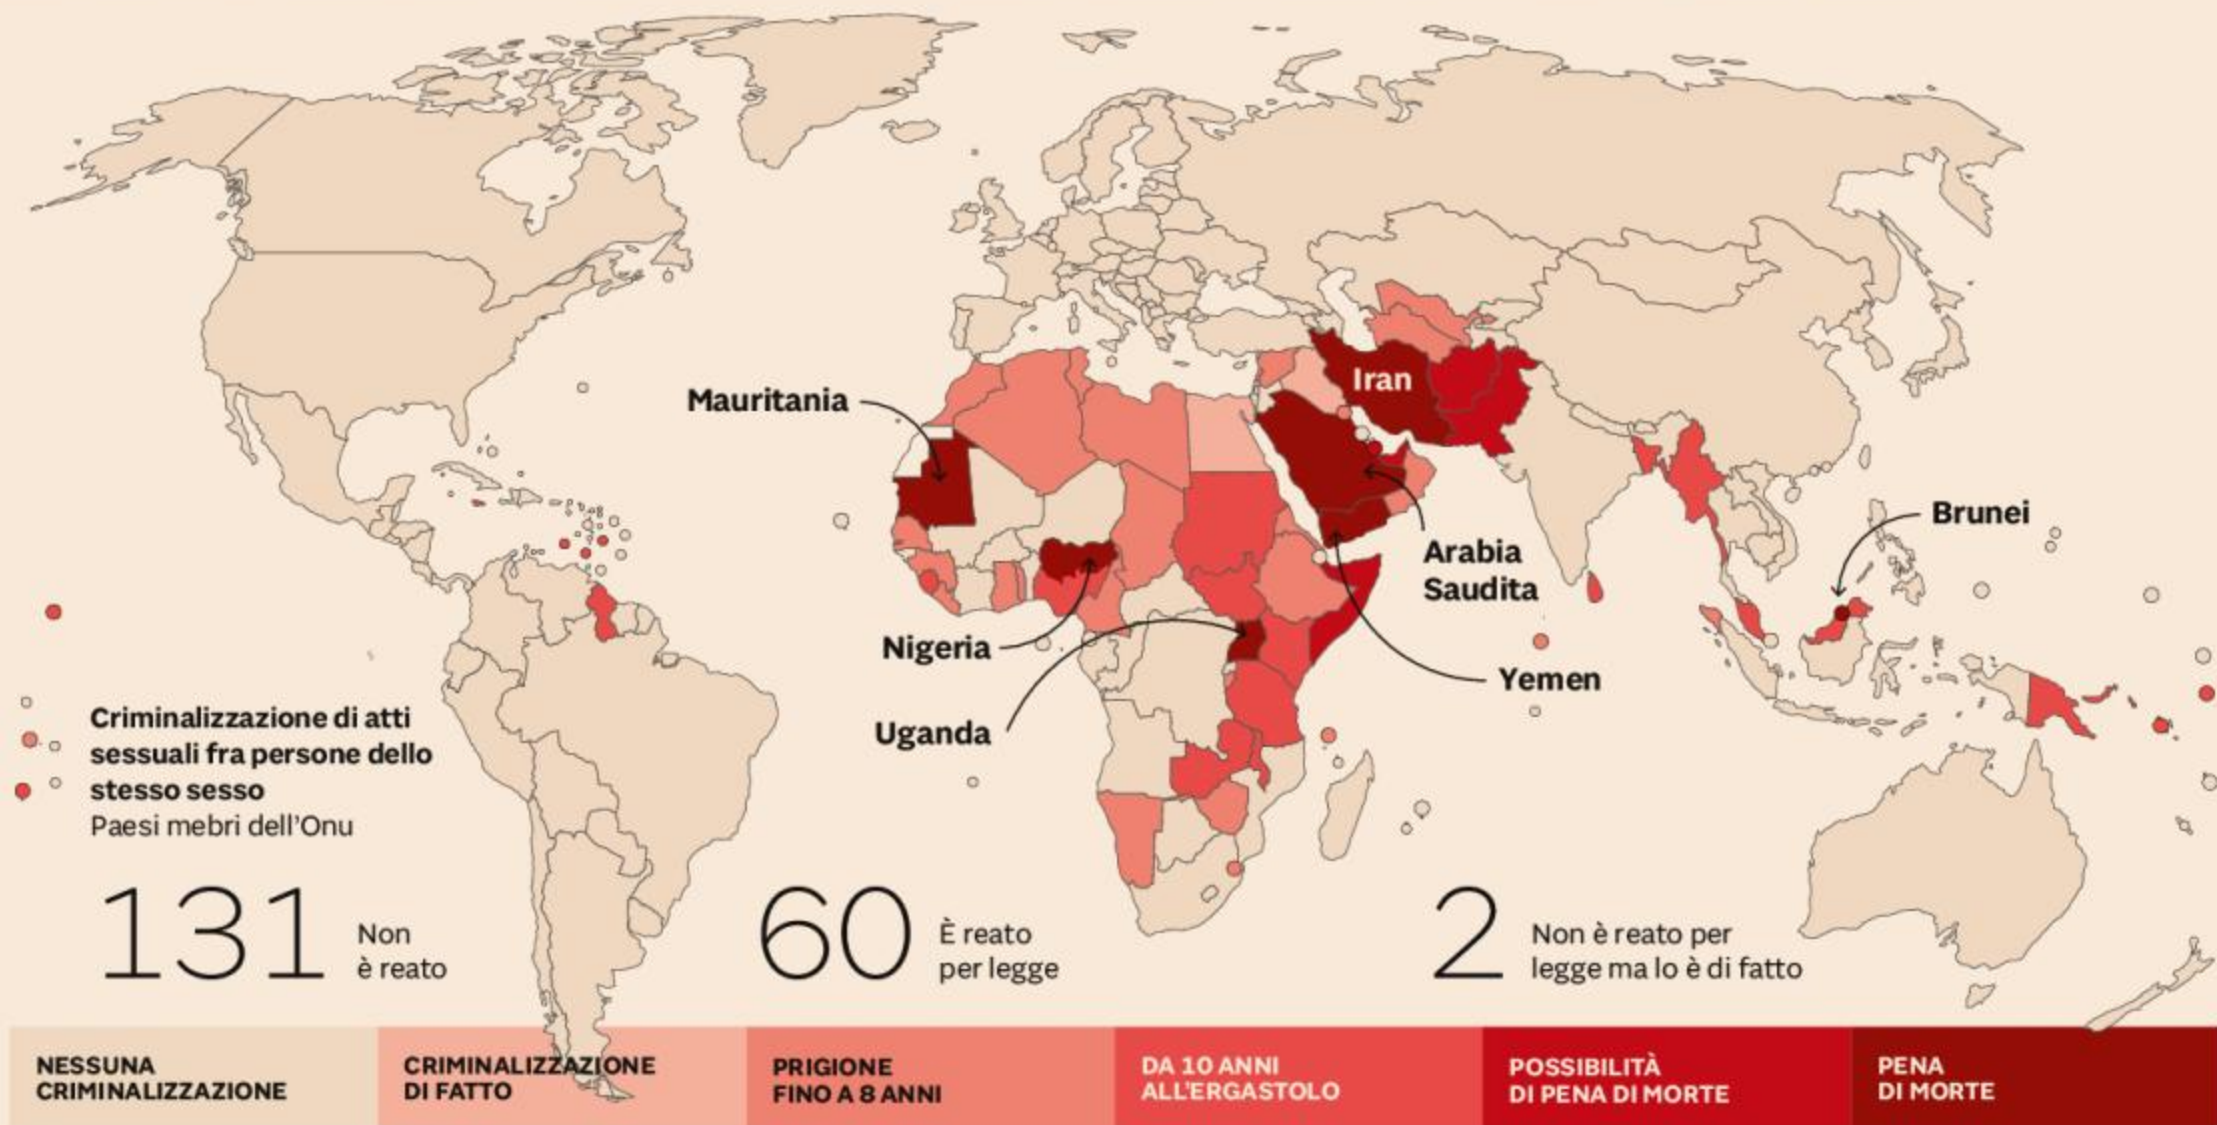 Mauritania
Iran
Brunei
Arabia
Saudita
Nigeria
Yemen
Uganda
Criminalizzazione di atti
sessuali fra persone dello
stesso sesso
Paesi mebri dell'Onu
131 Non
è reato
60 È reato
per legge
2 Non è reato per
legge ma lo è di fatto
NESSUNA
CRIMINALIZZAZIONE
CRIMINALIZZAZIONE
DI FATTO
PRIGIONE
FINO A 8 ANNI
DA 10 ANNI
ALL'ERGASTOLO
POSSIBILITÀ
DI PENA DI MORTE
PENA
DI MORTE